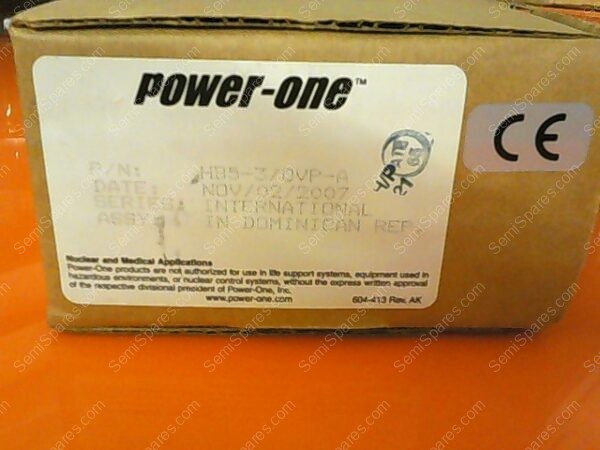 power-one™
P/N: HB5-3/OVP-A
DATE: NOV/02/2007
SERIES: INTERNATIONAL
ASSY. IN DOMINICAN REP.
Nuclear and Medical Applications
Power-One products are not authorized for use in life support systems, equipment used in
hazardous environments, or nuclear control systems, without the express written approval
of the respective divisional president of Power-One, Inc.
www.power-one.com
604-413 Rev. AK
CE
SemiSpares.com